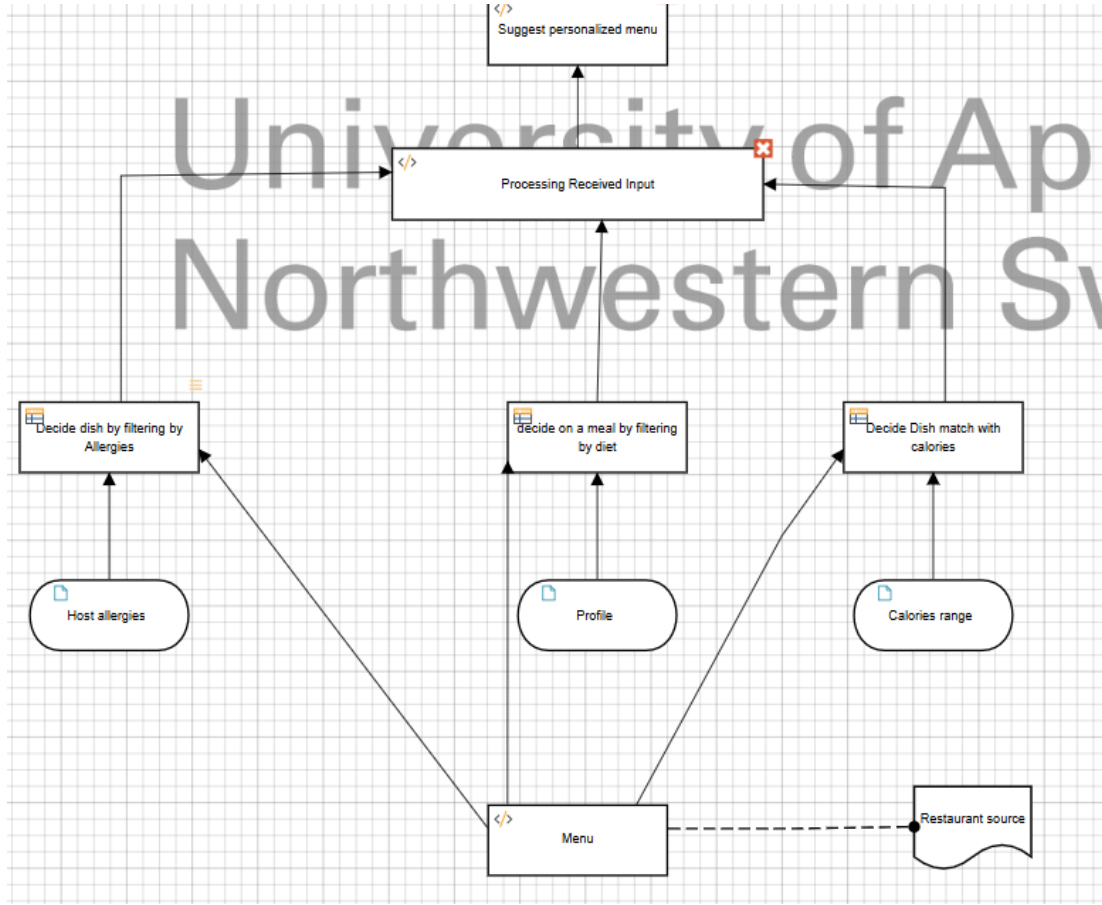 Suggest personalized menu
University of Ap
Processing Received Input
Northwestern Sw
Decide dish by filtering by
Allergies
decide on a meal by filtering
by diet
Decide Dish match with
calories
Host allergies
Profile
Calories range
Menu
Restaurant source